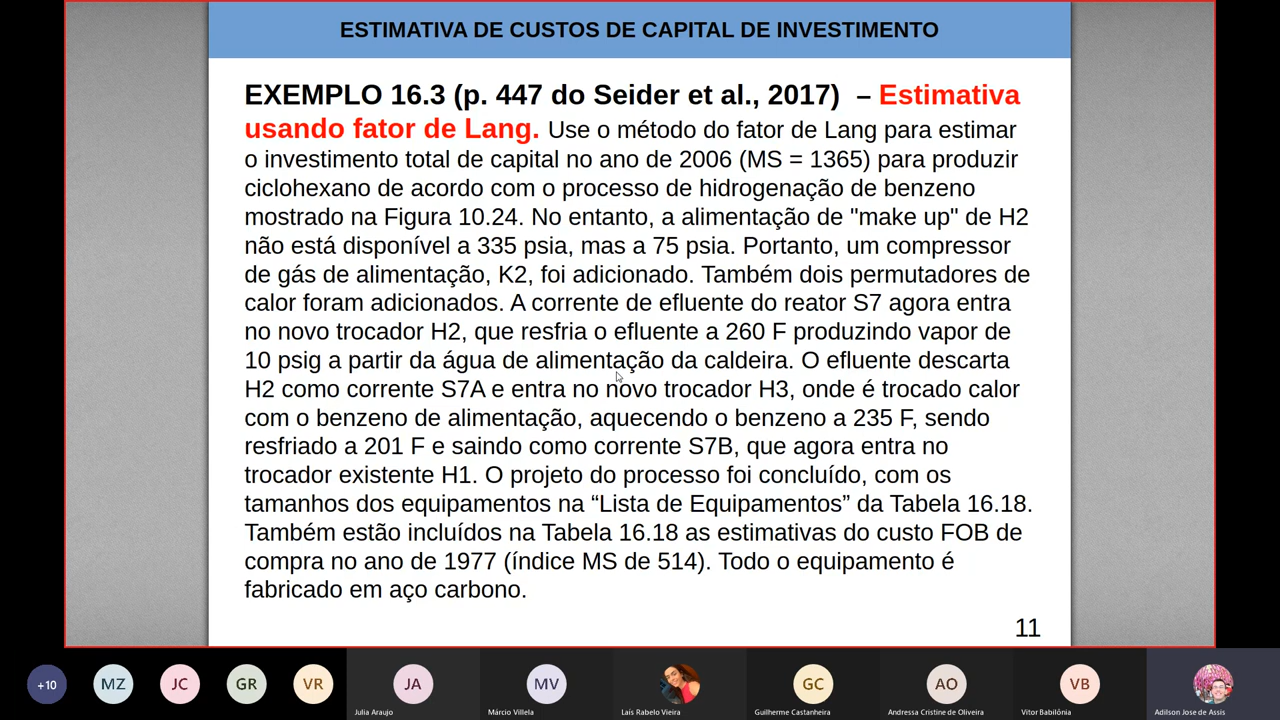 ESTIMATIVA DE CUSTOS DE CAPITAL DE INVESTIMENTO
EXEMPLO 16.3 (p. 447 do Seider et al., 2017) – Estimativa
usando fator de Lang. Use o método do fator de Lang para estimar
o investimento total de capital no ano de 2006 (MS = 1365) para produzir
ciclohexano de acordo com o processo de hidrogenação de benzeno
mostrado na Figura 10.24. No entanto, a alimentação de "make up" de H2
não está disponível a 335 psia, mas a 75 psia. Portanto, um compressor
de gás de alimentação, K2, foi adicionado. Também dois permutadores de
calor foram adicionados. A corrente de efluente do reator S7 agora entra
no novo trocador H2, que resfria o efluente a 260 F produzindo vapor de
10 psig a partir da água de alimentação da caldeira. O efluente descarta
H2 como corrente S7A e entra no novo trocador H3, onde é trocado calor
com o benzeno de alimentação, aquecendo o benzeno a 235 F, sendo
resfriado a 201 F e saindo como corrente S7B, que agora entra no
trocador existente H1. O projeto do processo foi concluído, com os
tamanhos dos equipamentos na “Lista de Equipamentos” da Tabela 16.18.
Também estão incluídos na Tabela 16.18 as estimativas do custo FOB de
compra no ano de 1977 (índice MS de 514). Todo o equipamento é
fabricado em aço carbono.
11
+10 MZ JC GR VR JA MV GC AO VB
Julia Araujo Márcio Villela Laís Rabelo Vieira Guilherme Castanheira Andressa Cristine de Oliveira Vitor Babilônia Adilson Jose de Assis